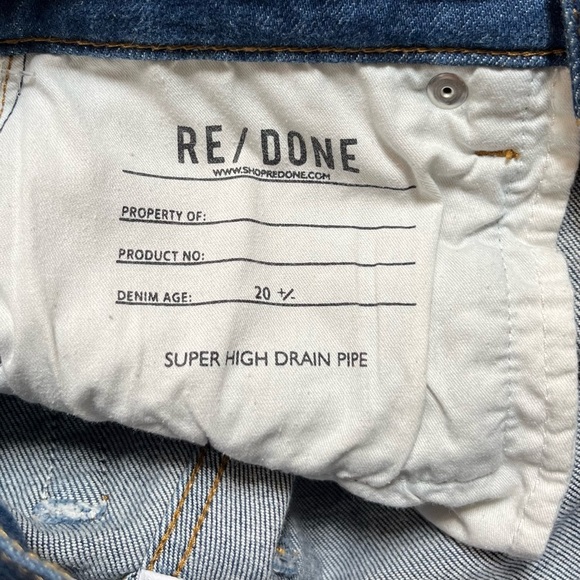 RE/DONE
WWW.SHOPREDONE.COM
PROPERTY OF:
PRODUCT NO:
DENIM AGE: 20 +/-
SUPER HIGH DRAIN PIPE